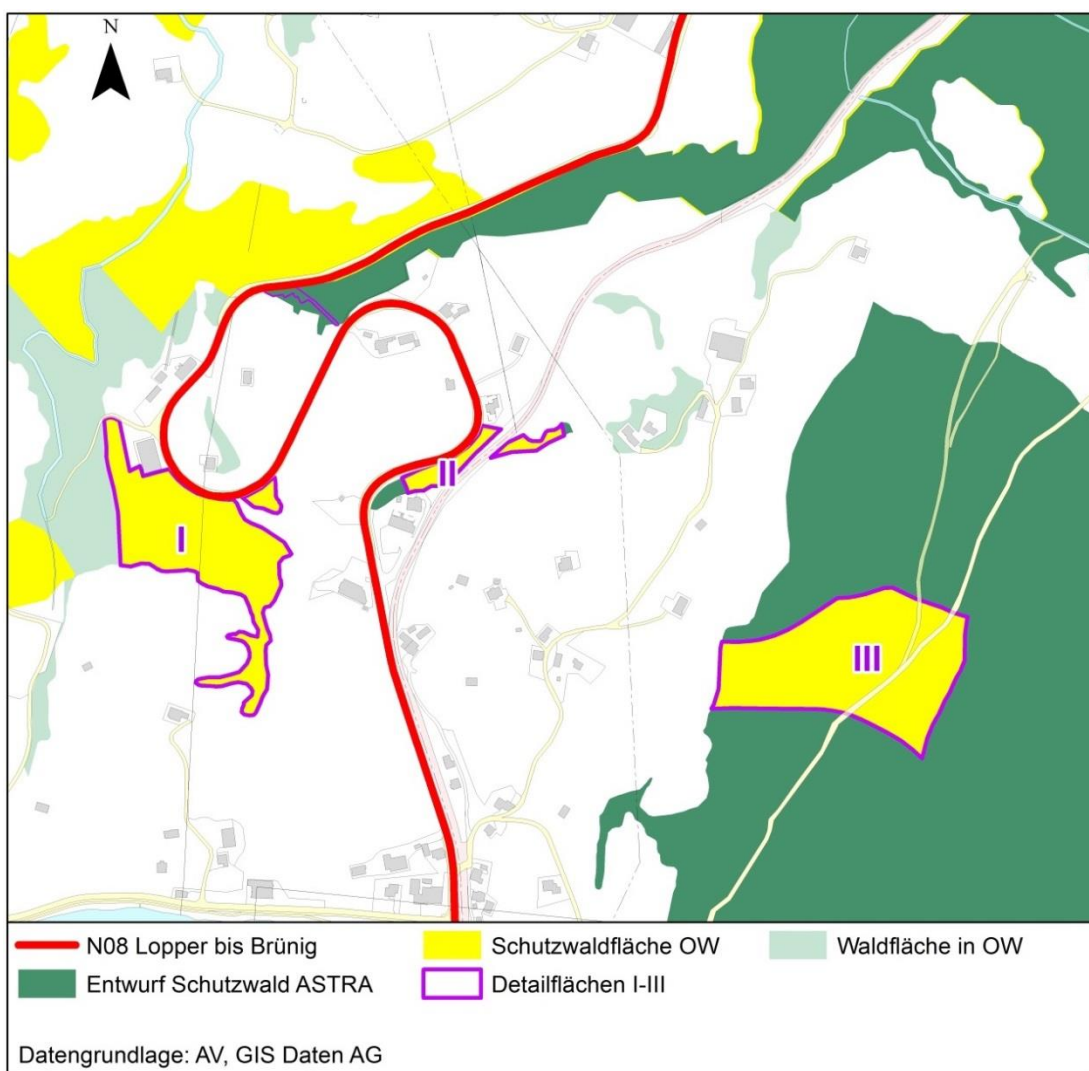 N
I
II
III
N08 Lopper bis Brünig
Schutzwaldfläche OW
Waldfläche in OW
Entwurf Schutzwald ASTRA
Detailflächen I-III
Datengrundlage: AV, GIS Daten AG